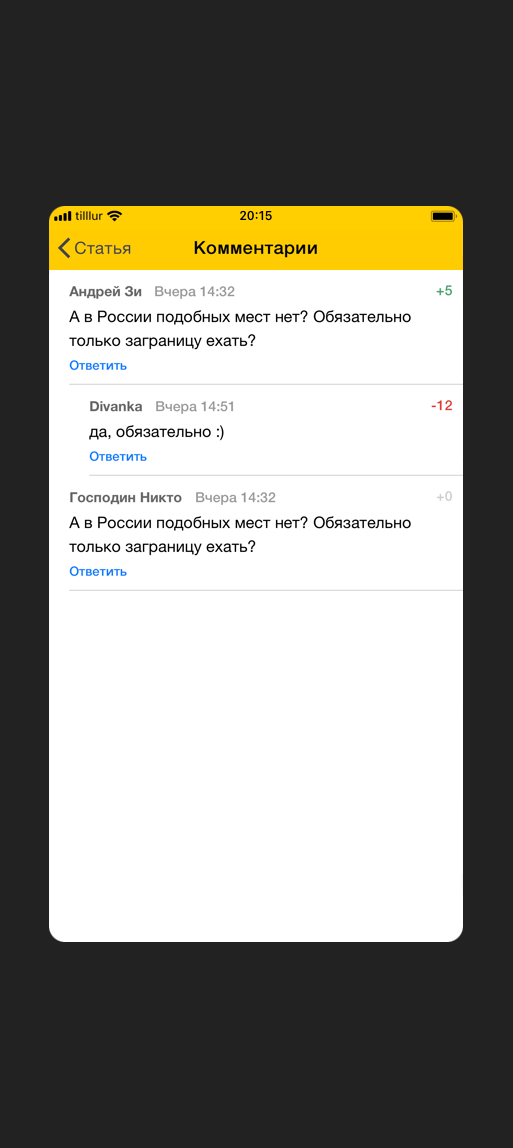 tilllur 20:15
Статья Комментарии
Андрей Зи Вчера 14:32 +5
А в России подобных мест нет? Обязательно
только заграницу ехать?
Ответить
Divanka Вчера 14:51 -12
да, обязательно :)
Ответить
Господин Никто Вчера 14:32 +0
А в России подобных мест нет? Обязательно
только заграницу ехать?
Ответить